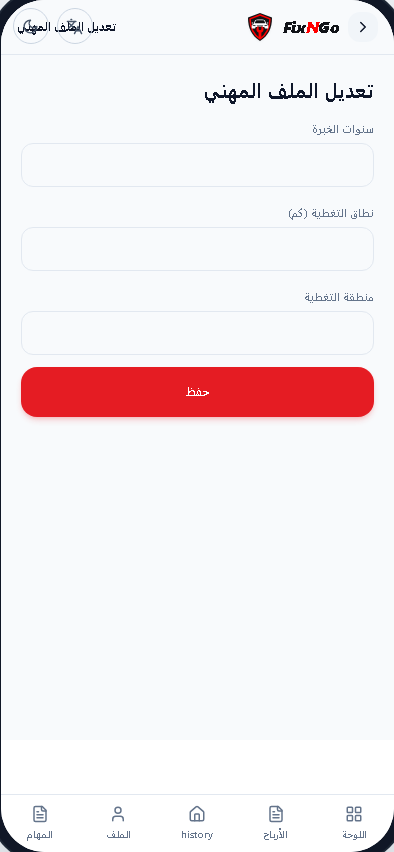 FixNGo
تعديل الملف المهني
تعديل الملف المهني
سنوات الخبرة
نطاق التغطية (كم)
منطقة التغطية
حفظ
اللوحة
الأرباح
history
الملف
المهام